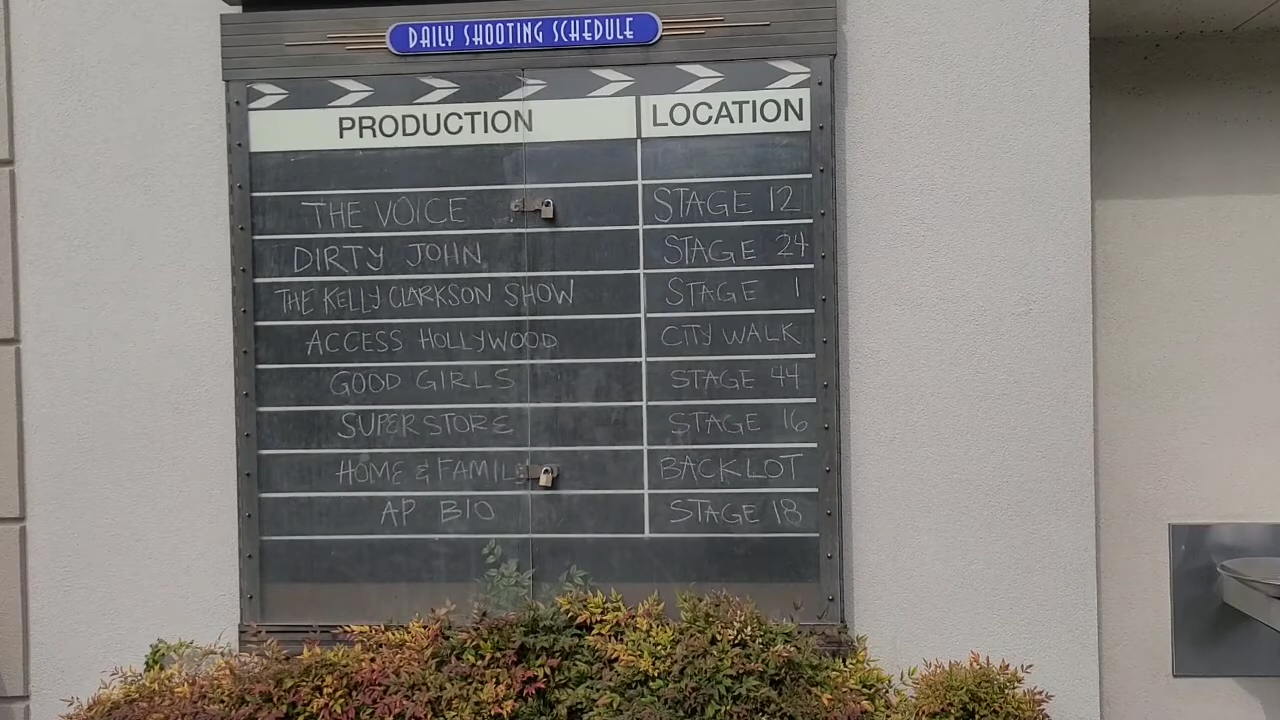 DAILY SHOOTING SCHEDULE
PRODUCTION LOCATION
THE VOICE STAGE 12
DIRTY JOHN STAGE 24
THE KELLY CLARKSON SHOW STAGE 1
ACCESS HOLLYWOOD CITY WALK
GOOD GIRLS STAGE 44
SUPERSTORE STAGE 16
HOME & FAMILY BACKLOT
AP BIO STAGE 18